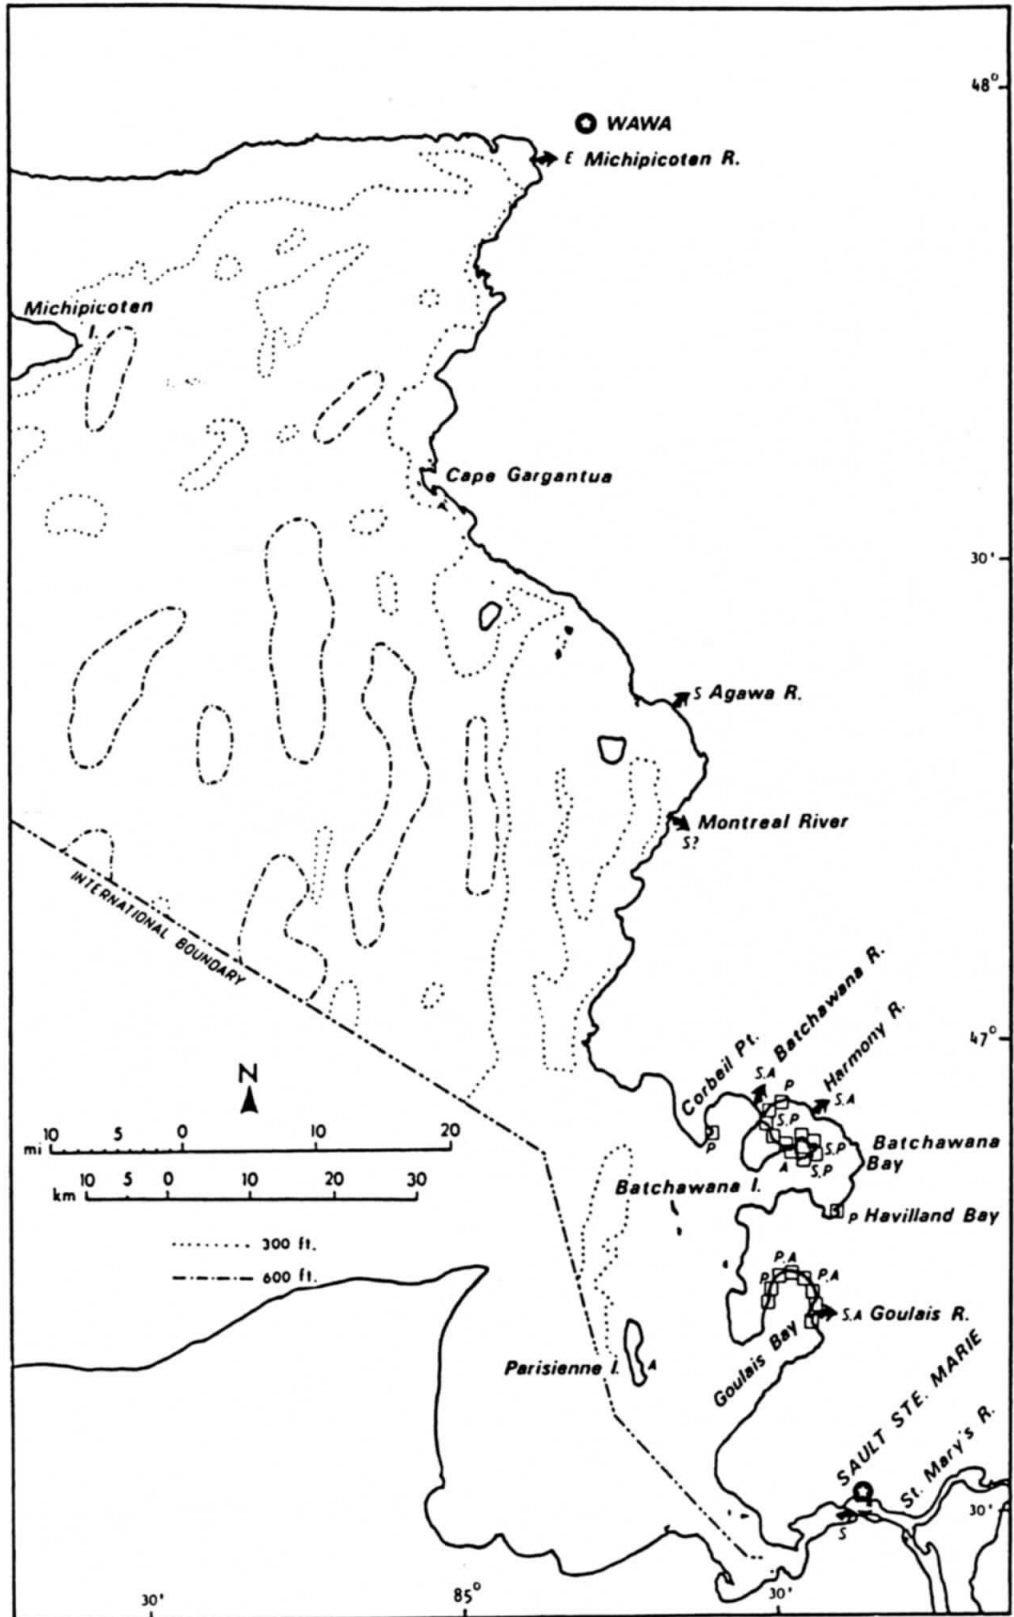 48°
WAWA
E Michipicoten R.
Michipicoten
I.
Cape Gargantua
30'
S Agawa R.
Montreal River
S?
INTERNATIONAL BOUNDARY
Batchawana R.
Harmony R.
47°
Corbeil Pt.
S.A
P
S.A
S.P
P
Batchawana
Bay
S.P
A
S.P
N
10 5 0 10 20
mi
km
10 5 0 10 20 30
Batchawana I.
P Havilland Bay
300 ft.
600 ft.
P.A
P
P.A
S.A Goulais R.
Goulais Bay
Parisienne I.
A
SAULT STE. MARIE
St. Mary's R.
30'
S
30'
85°
30'